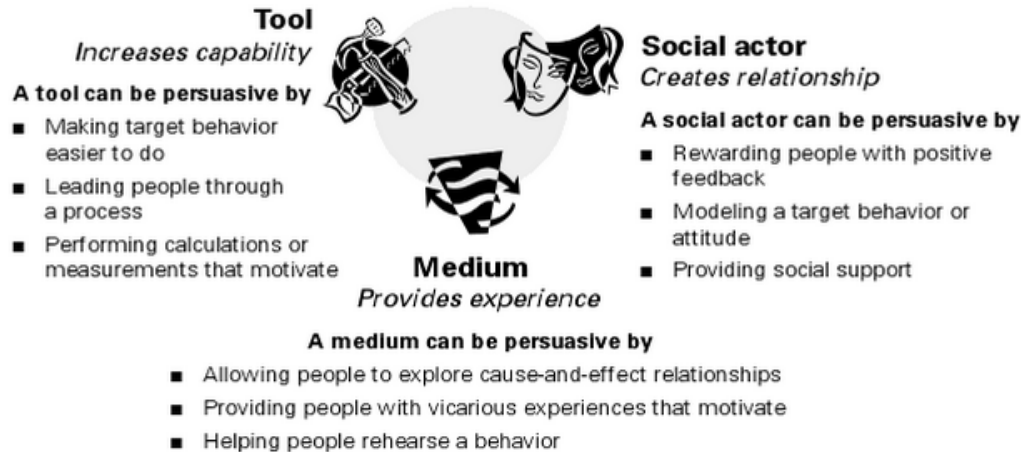 Tool
Increases capability
A tool can be persuasive by
■ Making target behavior
easier to do
■ Leading people through
a process
■ Performing calculations or
measurements that motivate
Social actor
Creates relationship
A social actor can be persuasive by
■ Rewarding people with positive
feedback
■ Modeling a target behavior or
attitude
■ Providing social support
Medium
Provides experience
A medium can be persuasive by
■ Allowing people to explore cause-and-effect relationships
■ Providing people with vicarious experiences that motivate
■ Helping people rehearse a behavior